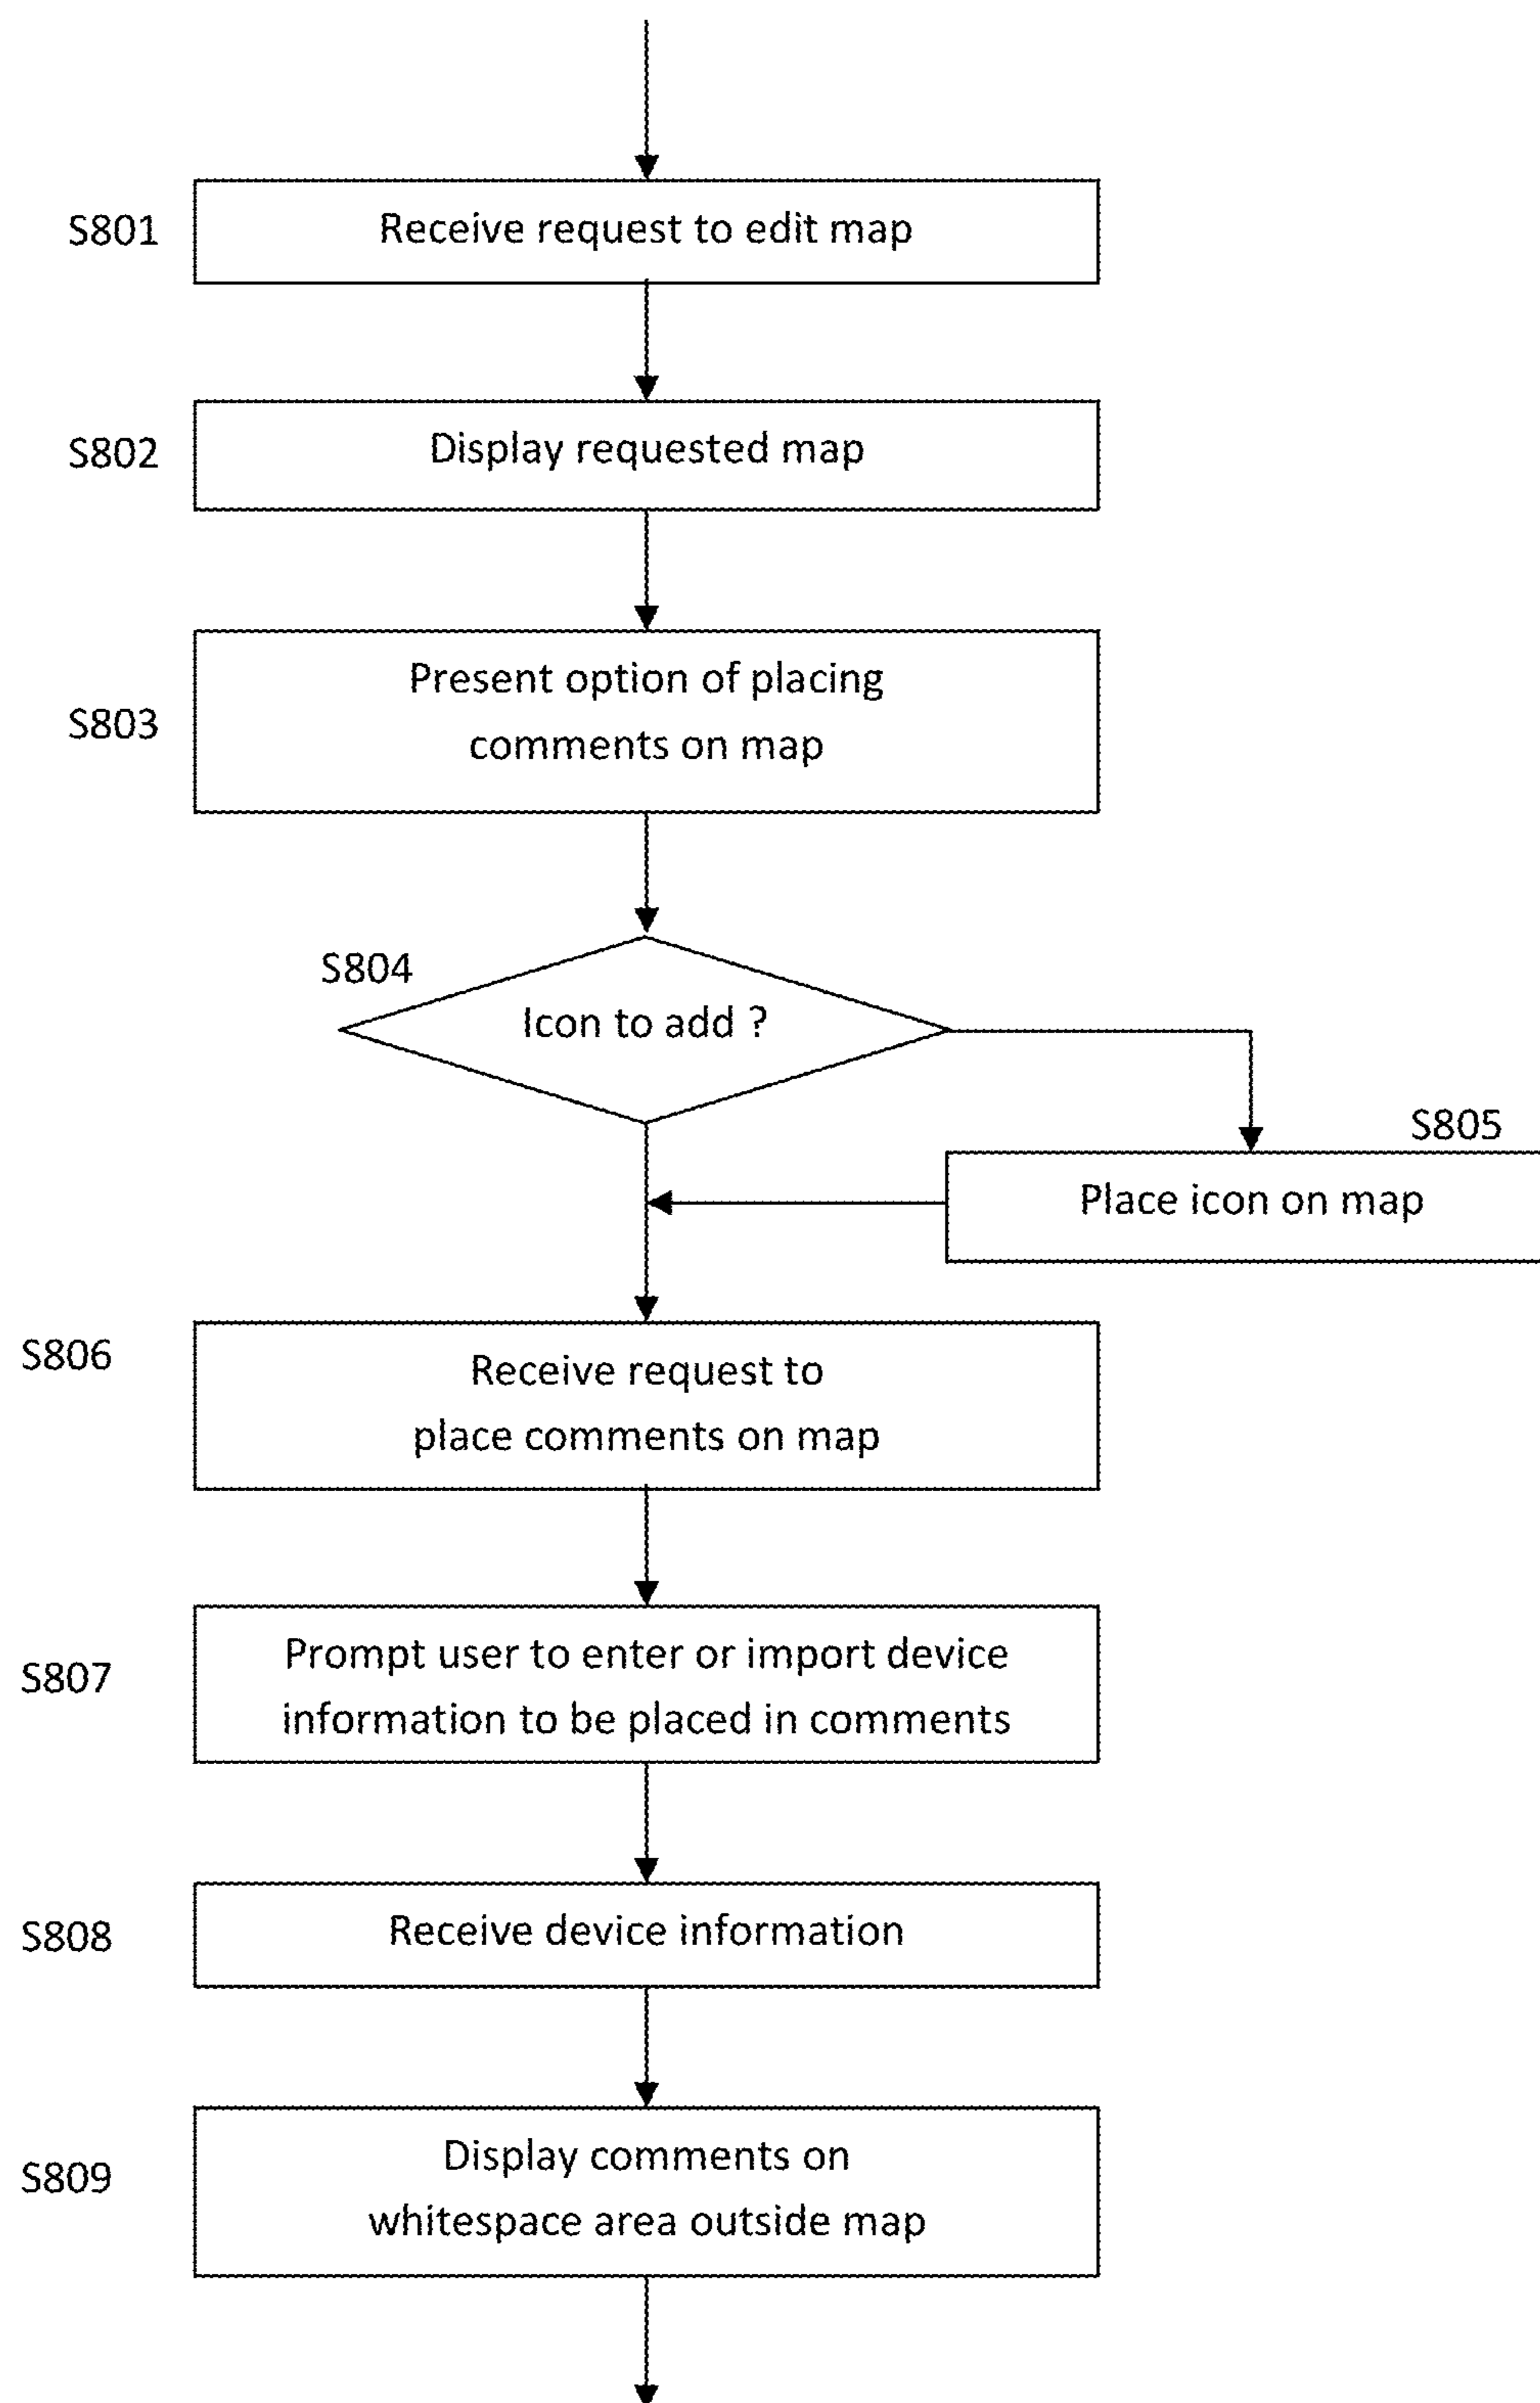 S801
Receive request to edit map
S802
Display requested map
S803
Present option of placing
comments on map
S804
Icon to add ?
S805
Place icon on map
S806
Receive request to
place comments on map
S807
Prompt user to enter or import device
information to be placed in comments
S808
Receive device information
S809
Display comments on
whitespace area outside map